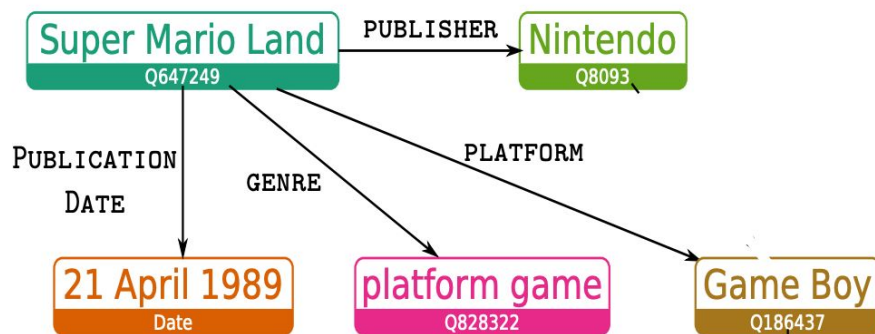 Super Mario Land
Q647249
PUBLISHER
Nintendo
Q8093
PUBLICATION
DATE
GENRE
PLATFORM
21 April 1989
Date
platform game
Q828322
Game Boy
Q186437